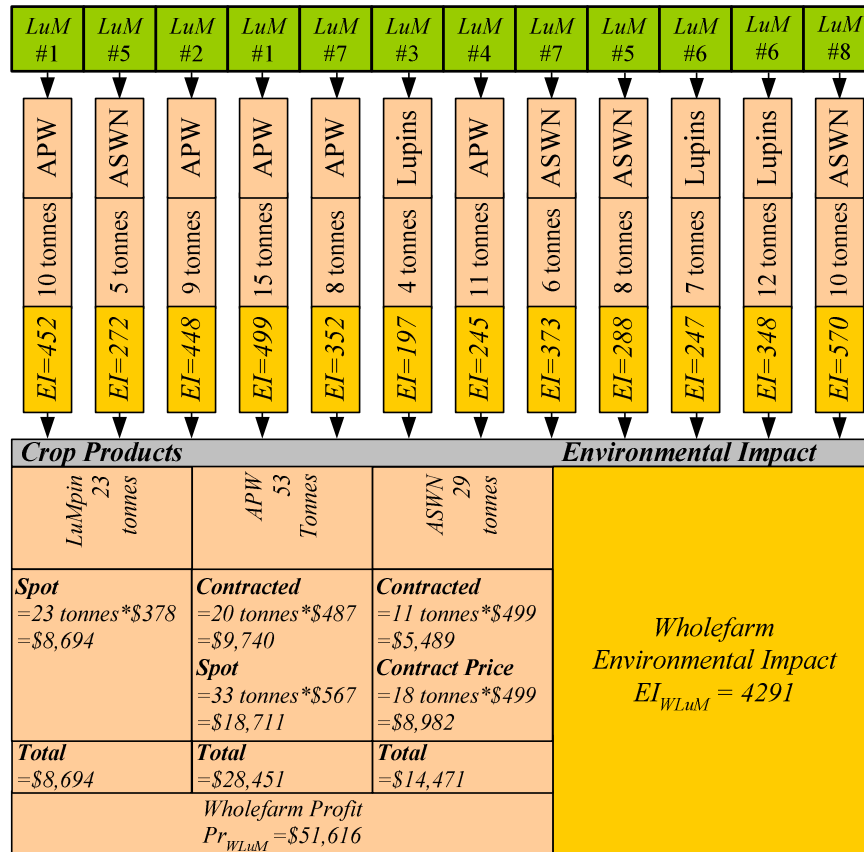 LuM LuM LuM LuM LuM LuM LuM LuM LuM LuM LuM LuM
#1 #5 #2 #1 #7 #3 #4 #7 #5 #6 #6 #8
APW ASWN APW APW APW Lupins APW ASWN ASWN Lupins Lupins ASWN
10 tonnes 5 tonnes 9 tonnes 15 tonnes 8 tonnes 4 tonnes 11 tonnes 6 tonnes 8 tonnes 7 tonnes 12 tonnes 10 tonnes
EI=452 EI=272 EI=448 EI=499 EI=352 EI=197 EI=245 EI=373 EI=288 EI=247 EI=348 EI=570
Crop Products Environmental Impact
LuMpin
23
tonnes
APW
53
Tonnes
ASWN
29
tonnes
Spot
=23 tonnes*$378
=$8,694
Contracted
=20 tonnes*$487
=$9,740
Spot
=33 tonnes*$567
=$18,711
Contracted
=11 tonnes*$499
=$5,489
Contract Price
=18 tonnes*$499
=$8,982
Total
=$8,694
Total
=$28,451
Total
=$14,471
Wholefarm Profit
Pr_WLuM =$51,616
Wholefarm
Environmental Impact
EI_WLuM = 4291